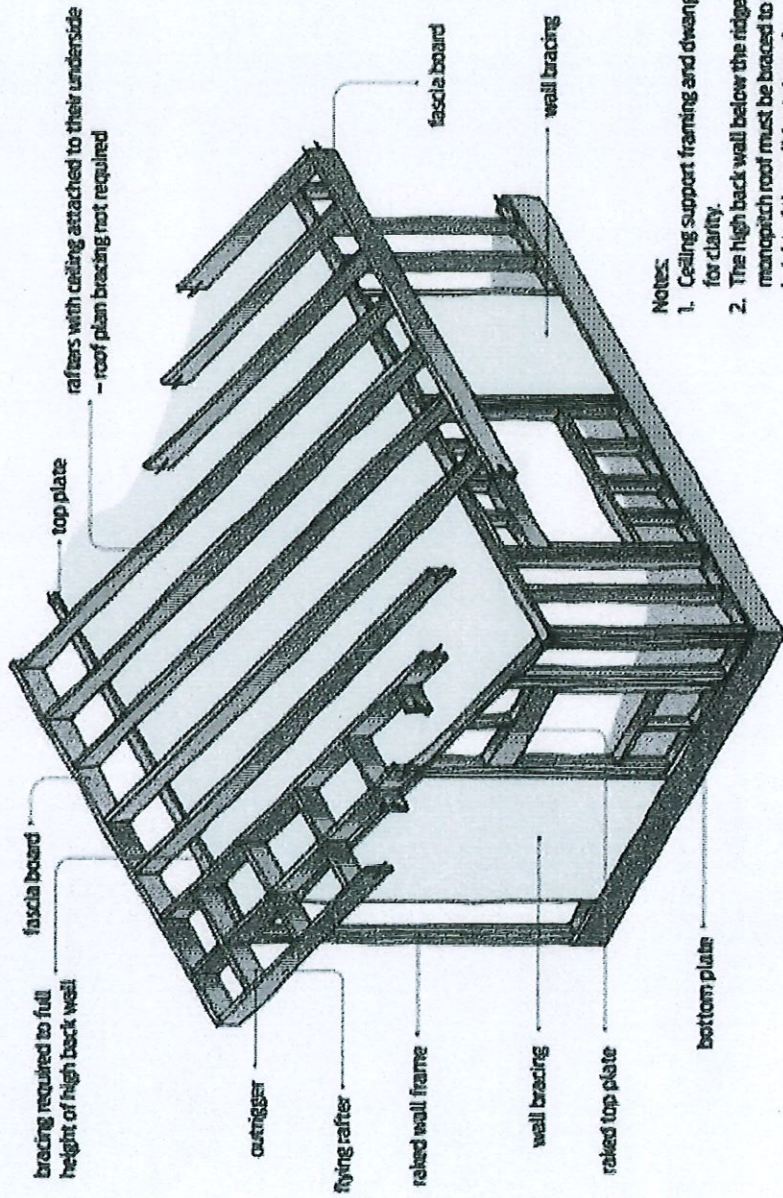 bracing required to full
height of high back wall
fascia board
top plate
rafters with ceiling attached to their underside
– roof plan bracing not required
outrigger
flying rafter
raked wall frame
wall bracing
raked top plate
bottom plate
fascia board
wall bracing
Notes:
1. Ceiling support framing and dwang
for clarity.
2. The high back wall below the ridge
monopitch roof must be braced to